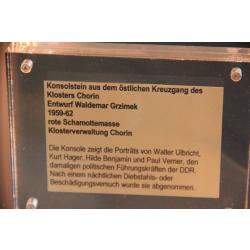 Konsolstein aus dem östlichen Kreuzgang des
Klosters Chorin
Entwurf Waldemar Grzimek
1959-62
rote Schamottemasse
Klosterverwaltung Chorin
Die Konsole zeigt die Porträts von Walter Ulbricht,
Kurt Hager, Hilde Benjamin und Paul Verner, den
damaligen politischen Führungskräften der DDR.
Nach einem nächtlichen Diebstahls- oder
Beschädigungsversuch wurde sie abgenommen.